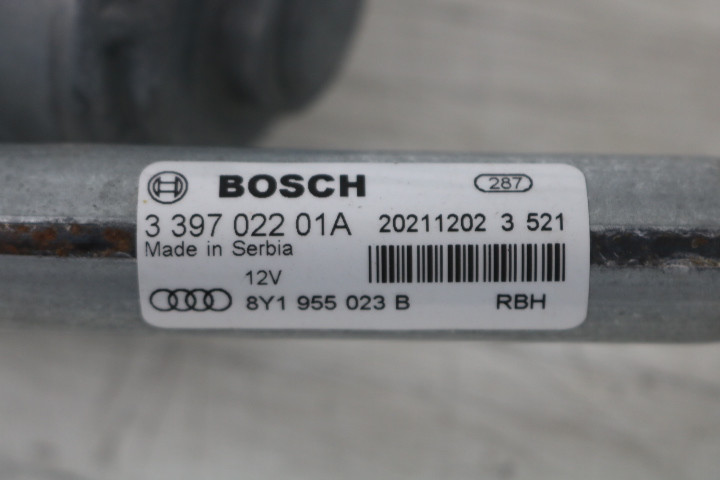 BOSCH 287
3 397 022 01A 20211202 3 521
Made in Serbia
12V
8Y1 955 023 B RBH